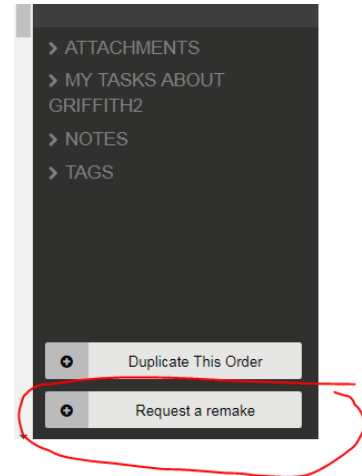 ATTACHMENTS
MY TASKS ABOUT
GRIFFITH2
NOTES
TAGS
Duplicate This Order
Request a remake